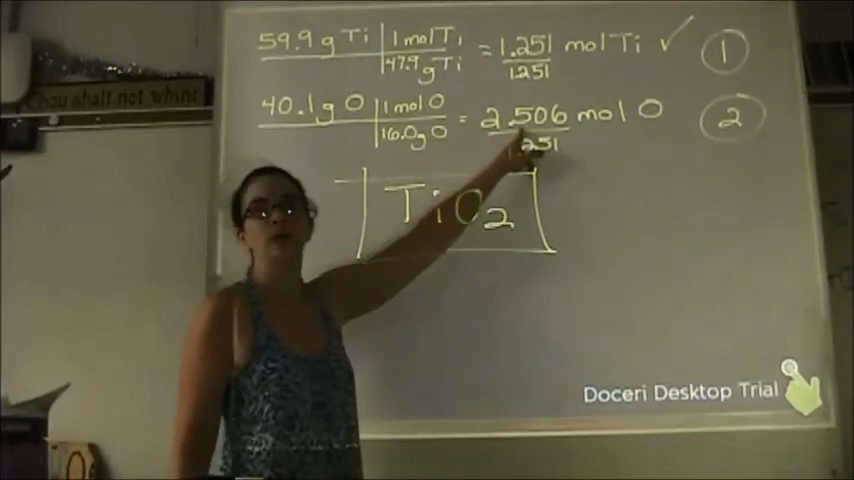 59.9 g Ti | 1 mol Ti = 1.251 mol Ti ✓ 1
47.9 g Ti 1.251
Thou shalt not whine
40.1 g O | 1 mol O = 2.506 mol O 2
16.0 g O 1.251
TiO₂
Doceri Desktop Trial